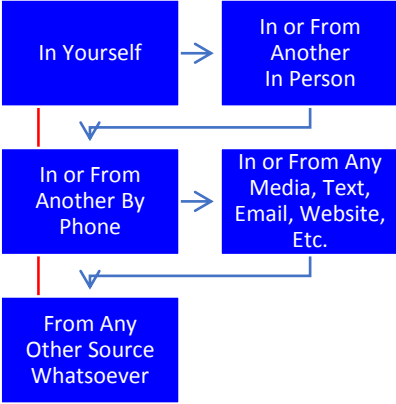 In Yourself
In or From
Another
In Person
In or From
Another By
Phone
In or From Any
Media, Text,
Email, Website,
Etc.
From Any
Other Source
Whatsoever